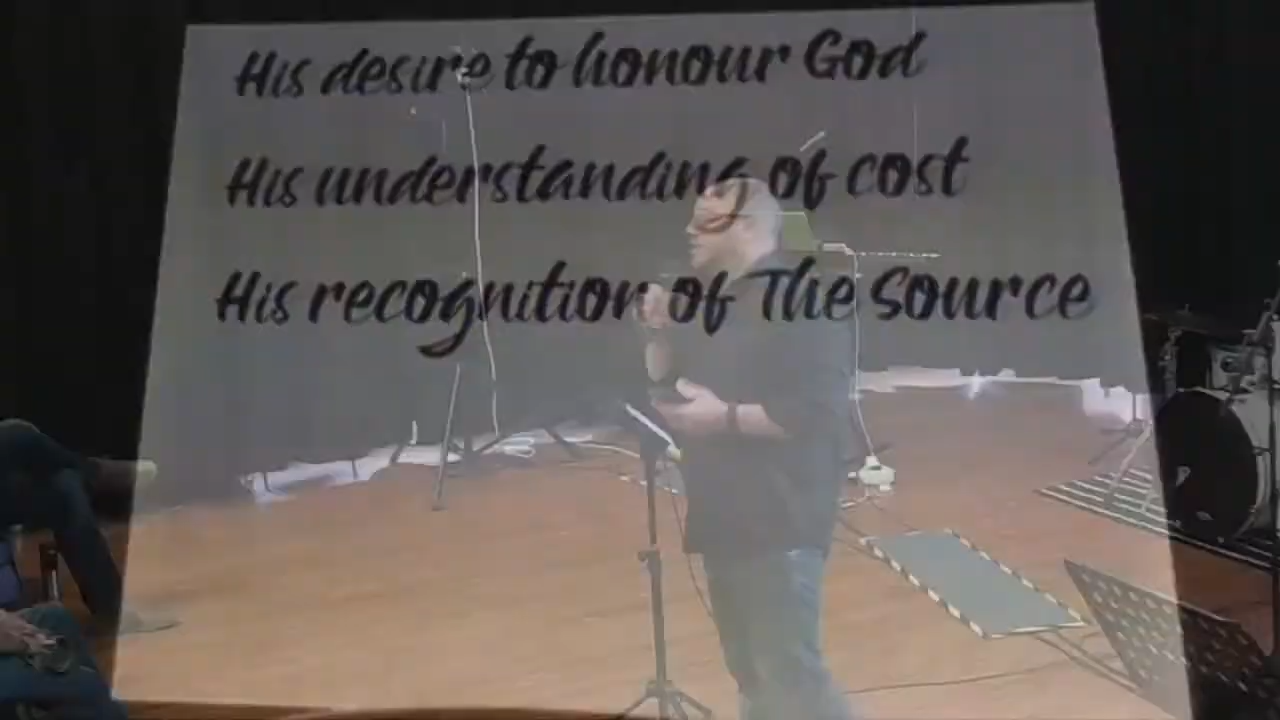 His desire to honour God
His understanding of cost
His recognition of The Source